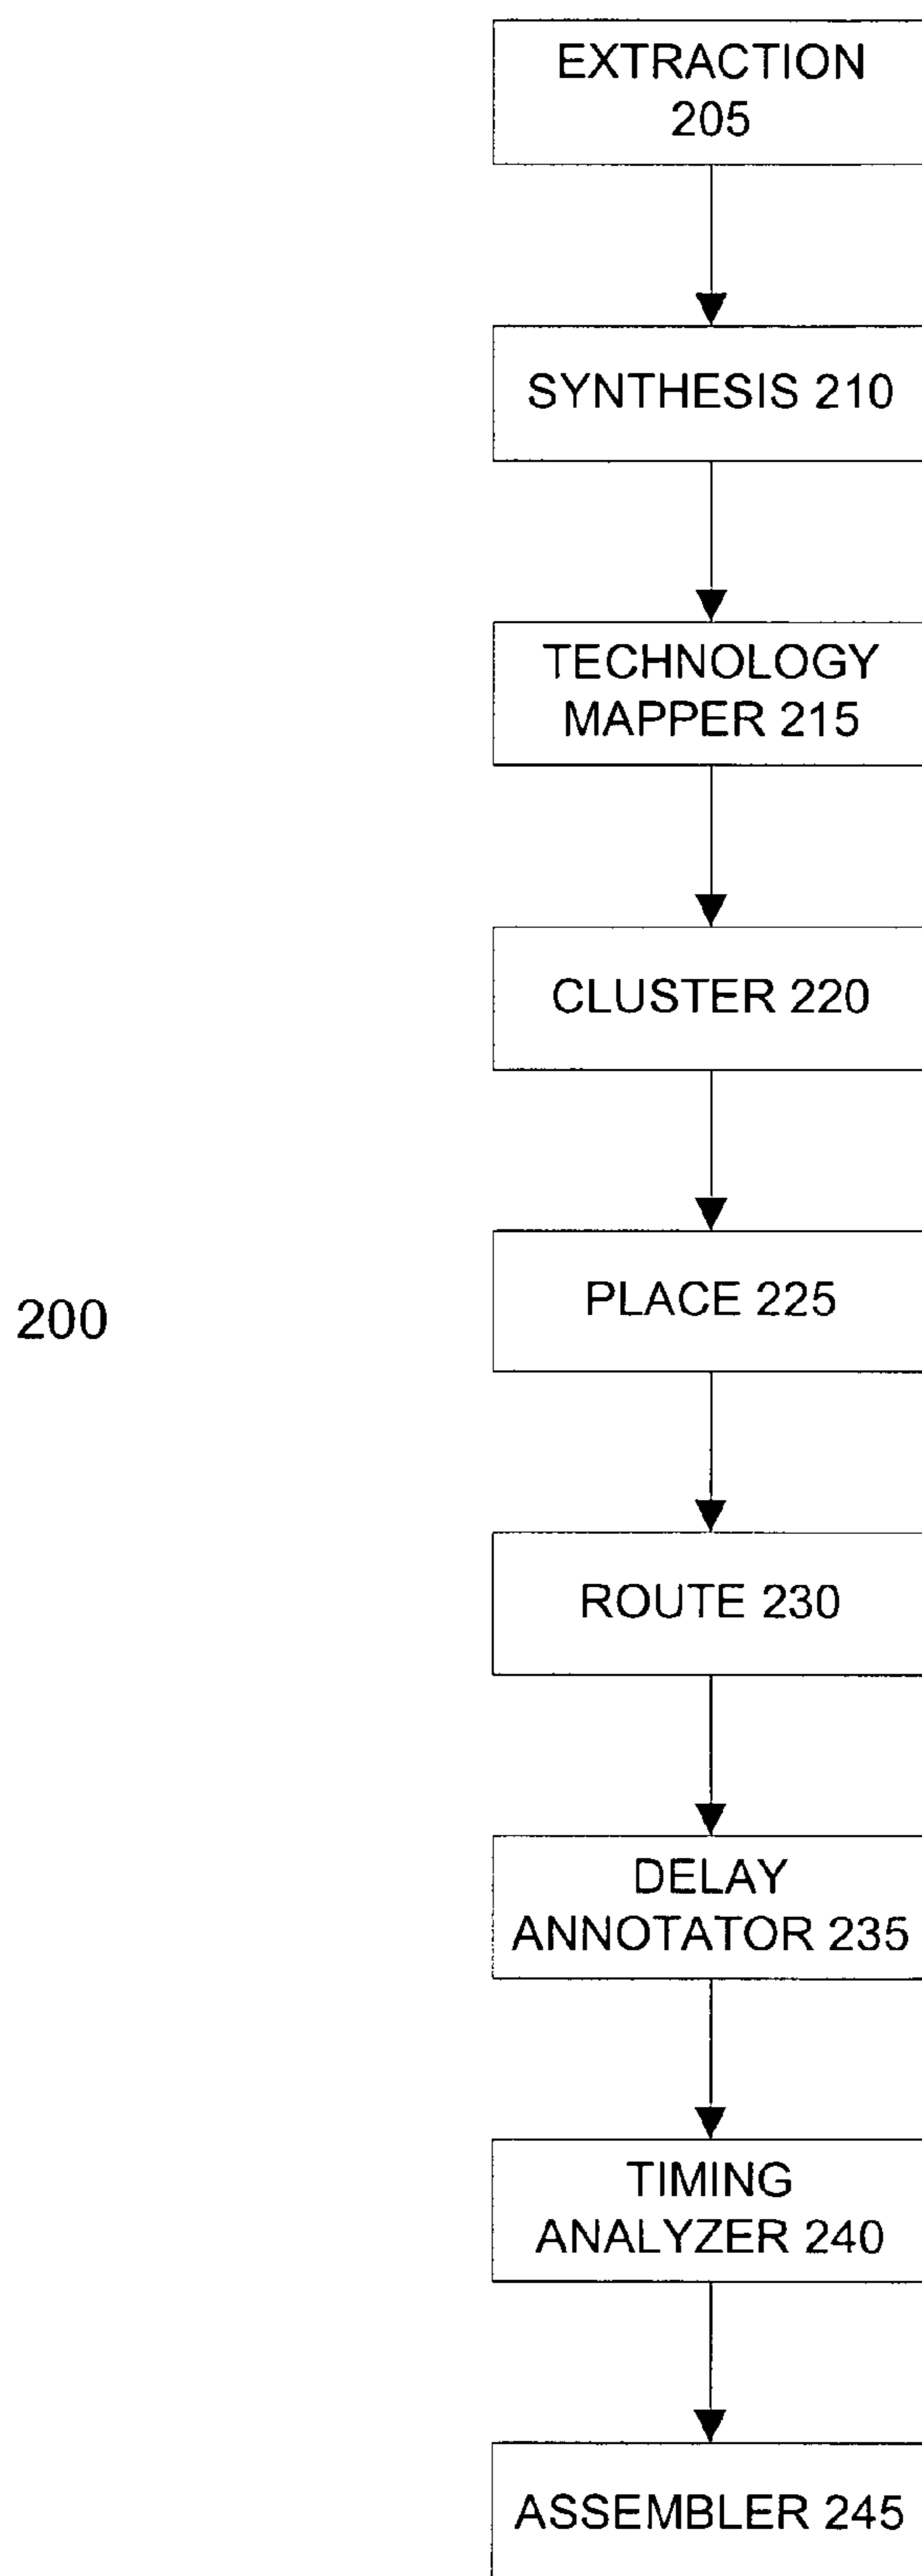 EXTRACTION
205
SYNTHESIS 210
TECHNOLOGY
MAPPER 215
CLUSTER 220
PLACE 225
200
ROUTE 230
DELAY
ANNOTATOR 235
TIMING
ANALYZER 240
ASSEMBLER 245